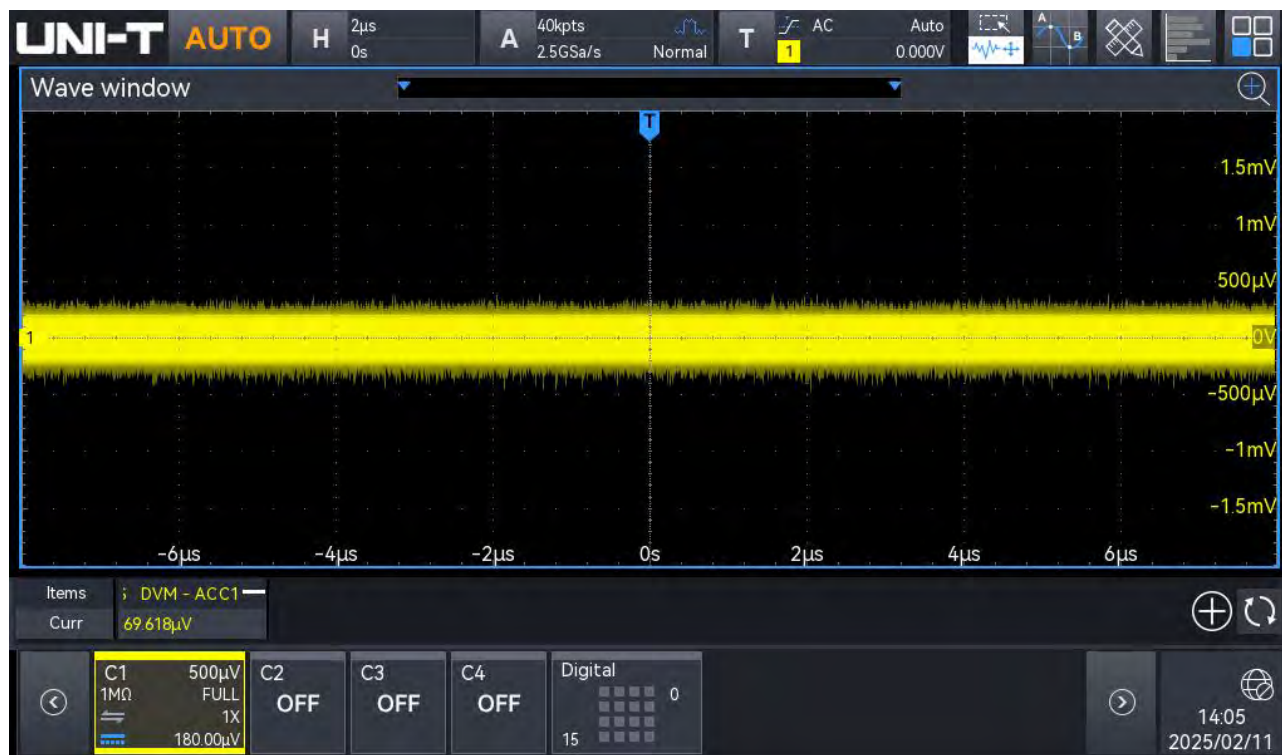 UNI-T AUTO H 2μs A 40kpts T AC Auto A
0s 2.5GSa/s Normal 1 0.000V B
Wave window
T
1.5mV
1mV
500μV
1 0V
-500μV
-1mV
-1.5mV
-6μs -4μs -2μs 0s 2μs 4μs 6μs
Items ; DVM - ACC1
Curr 69.618μV
C1 500μV C2 C3 C4 Digital
1MΩ FULL OFF OFF OFF 0
1X
180.00μV 15
14:05
2025/02/11